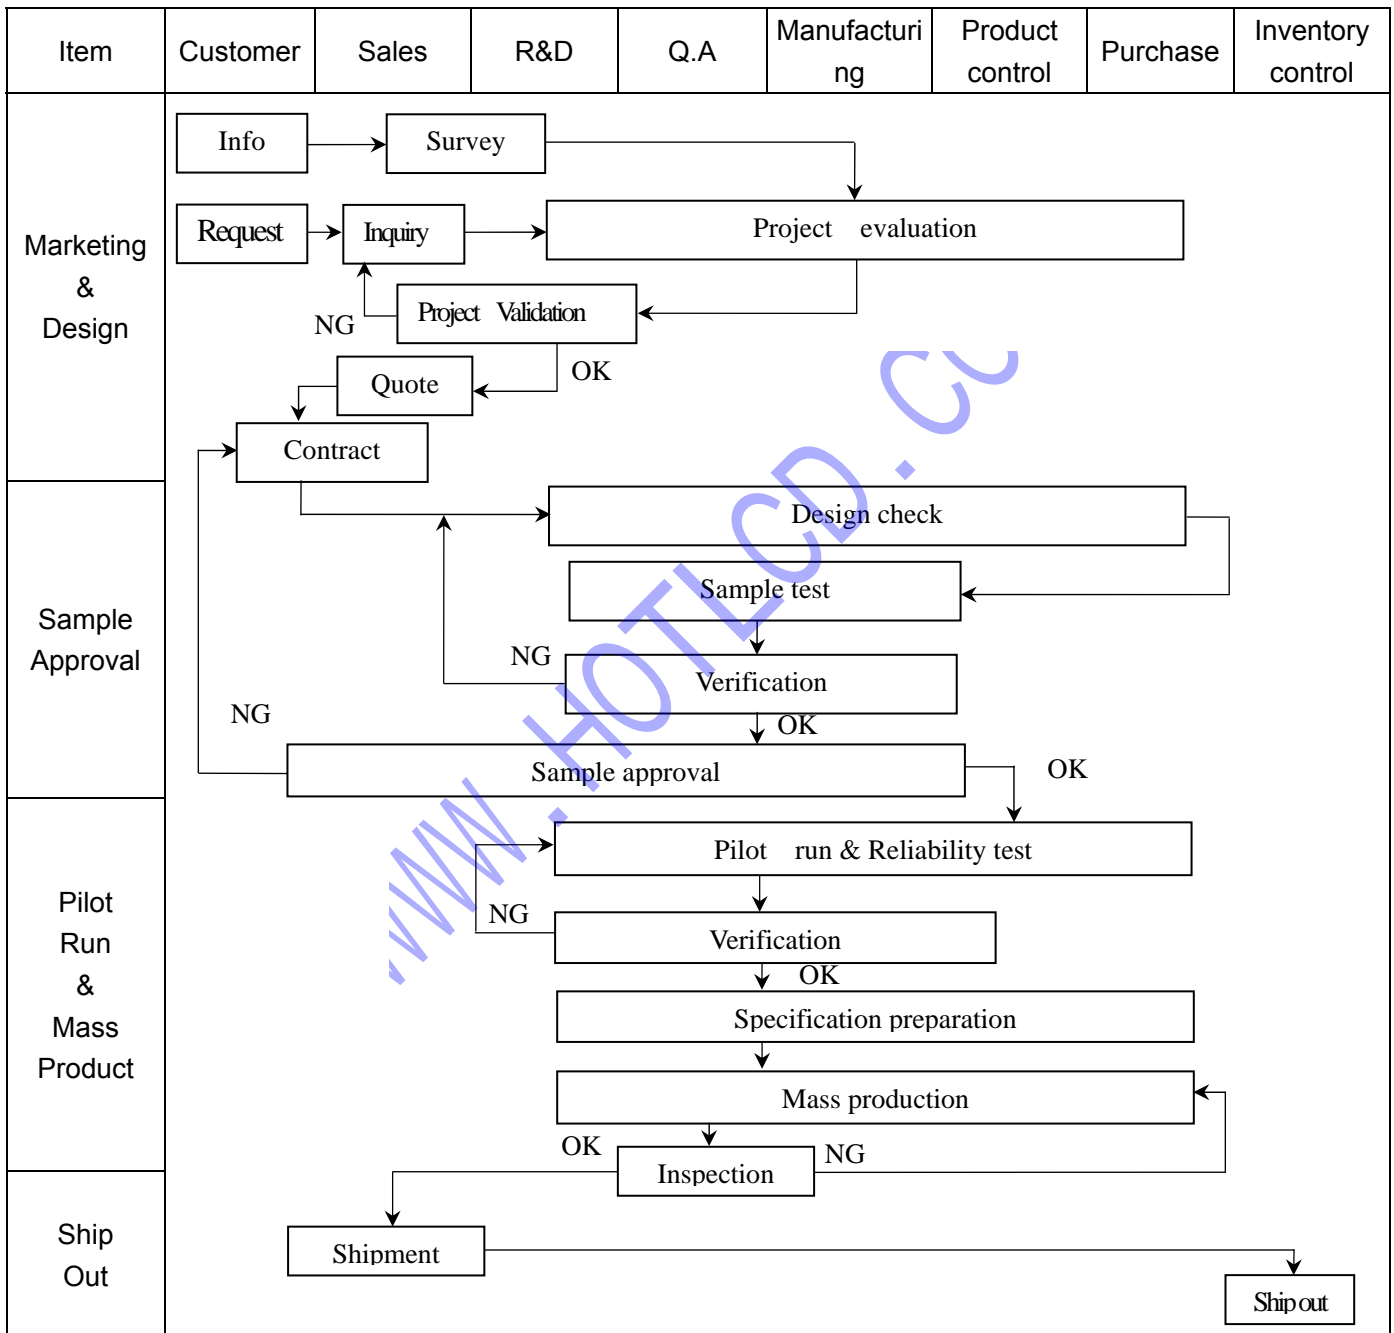 Item
Customer
Sales
R&D
Q.A
Manufacturi
ng
Product
control
Purchase
Inventory
control
Marketing
&
Design
Info
Survey
Request
Inquiry
Project evaluation
NG
Project Validation
OK
Quote
Contract
Sample
Approval
Design check
Sample test
NG
Verification
NG
OK
Sample approval
OK
Pilot
Run
&
Mass
Product
Pilot run & Reliability test
NG
Verification
OK
Specification preparation
Mass production
OK
Inspection
NG
Ship
Out
Shipment
Ship out
WWW.HOTLCD.CO